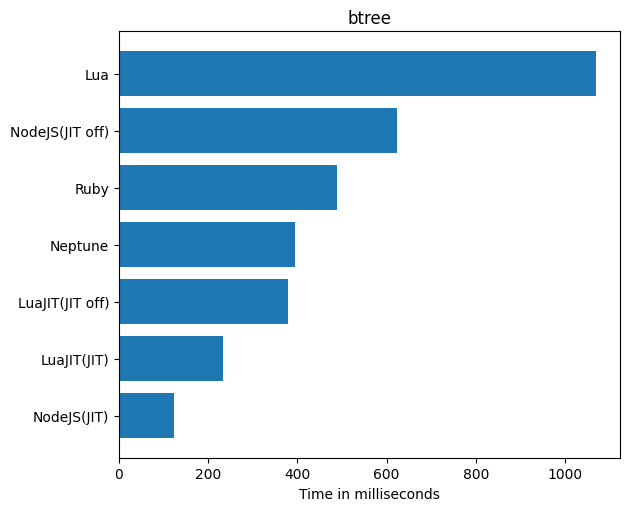 btree
Lua
NodeJS(JIT off)
Ruby
Neptune
LuaJIT(JIT off)
LuaJIT(JIT)
NodeJS(JIT)
0 200 400 600 800 1000
Time in milliseconds